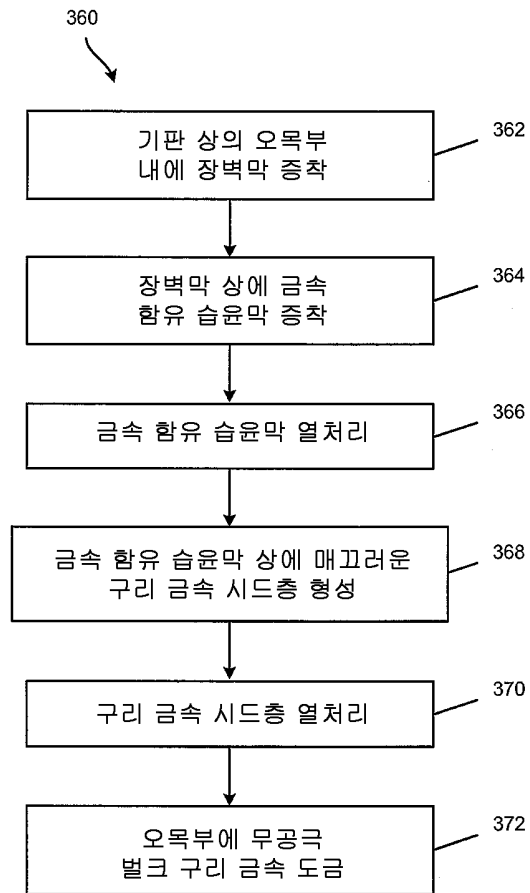 360
기판 상의 오목부
내에 장벽막 증착
362
장벽막 상에 금속
함유 습윤막 증착
364
금속 함유 습윤막 열처리
366
금속 함유 습윤막 상에 매끄러운
구리 금속 시드층 형성
368
구리 금속 시드층 열처리
370
오목부에 무공극
벌크 구리 금속 도금
372